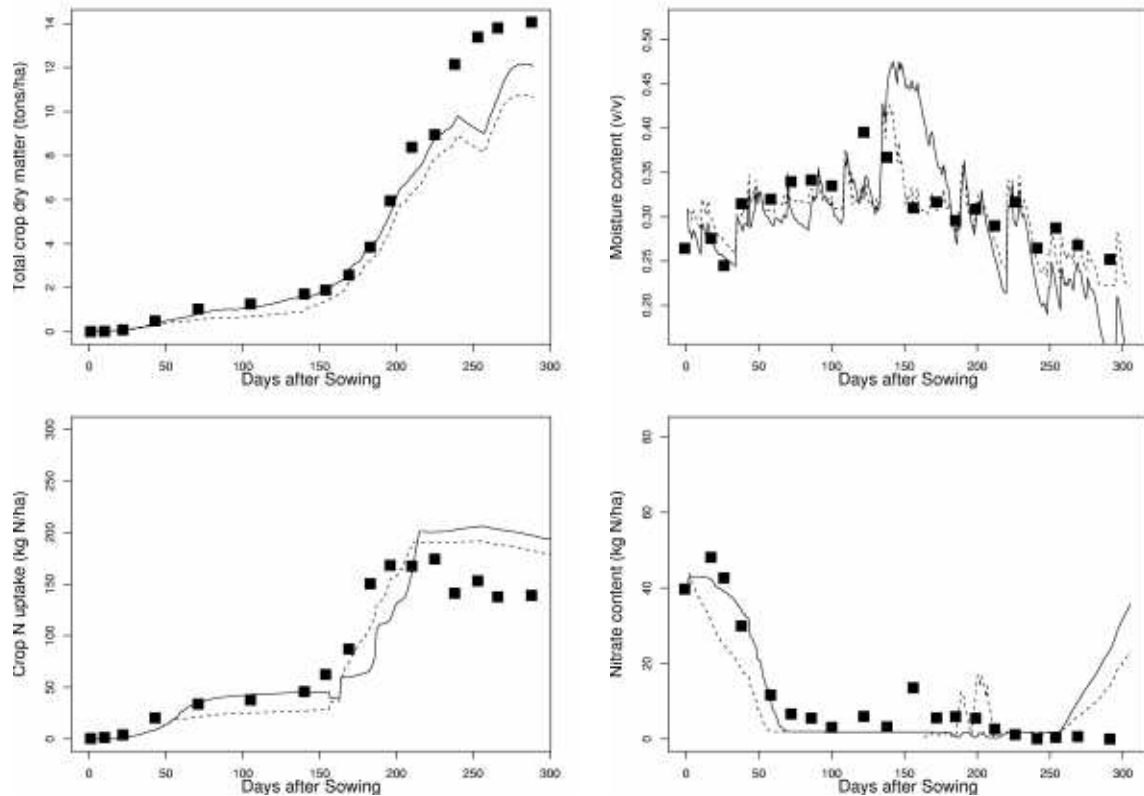 Total crop dry matter (tons/ha)
14
12
10
8
6
4
2
0
0 50 100 150 200 250 300
Days after Sowing
Moisture content (v/v)
0.50
0.45
0.40
0.35
0.30
0.25
0.20
0 50 100 150 200 250 300
Days after Sowing
Crop N uptake (kg N/ha)
300
250
200
150
100
50
0
0 50 100 150 200 250 300
Days after Sowing
Nitrate content (kg N/ha)
80
60
40
20
0
0 50 100 150 200 250 300
Days after Sowing